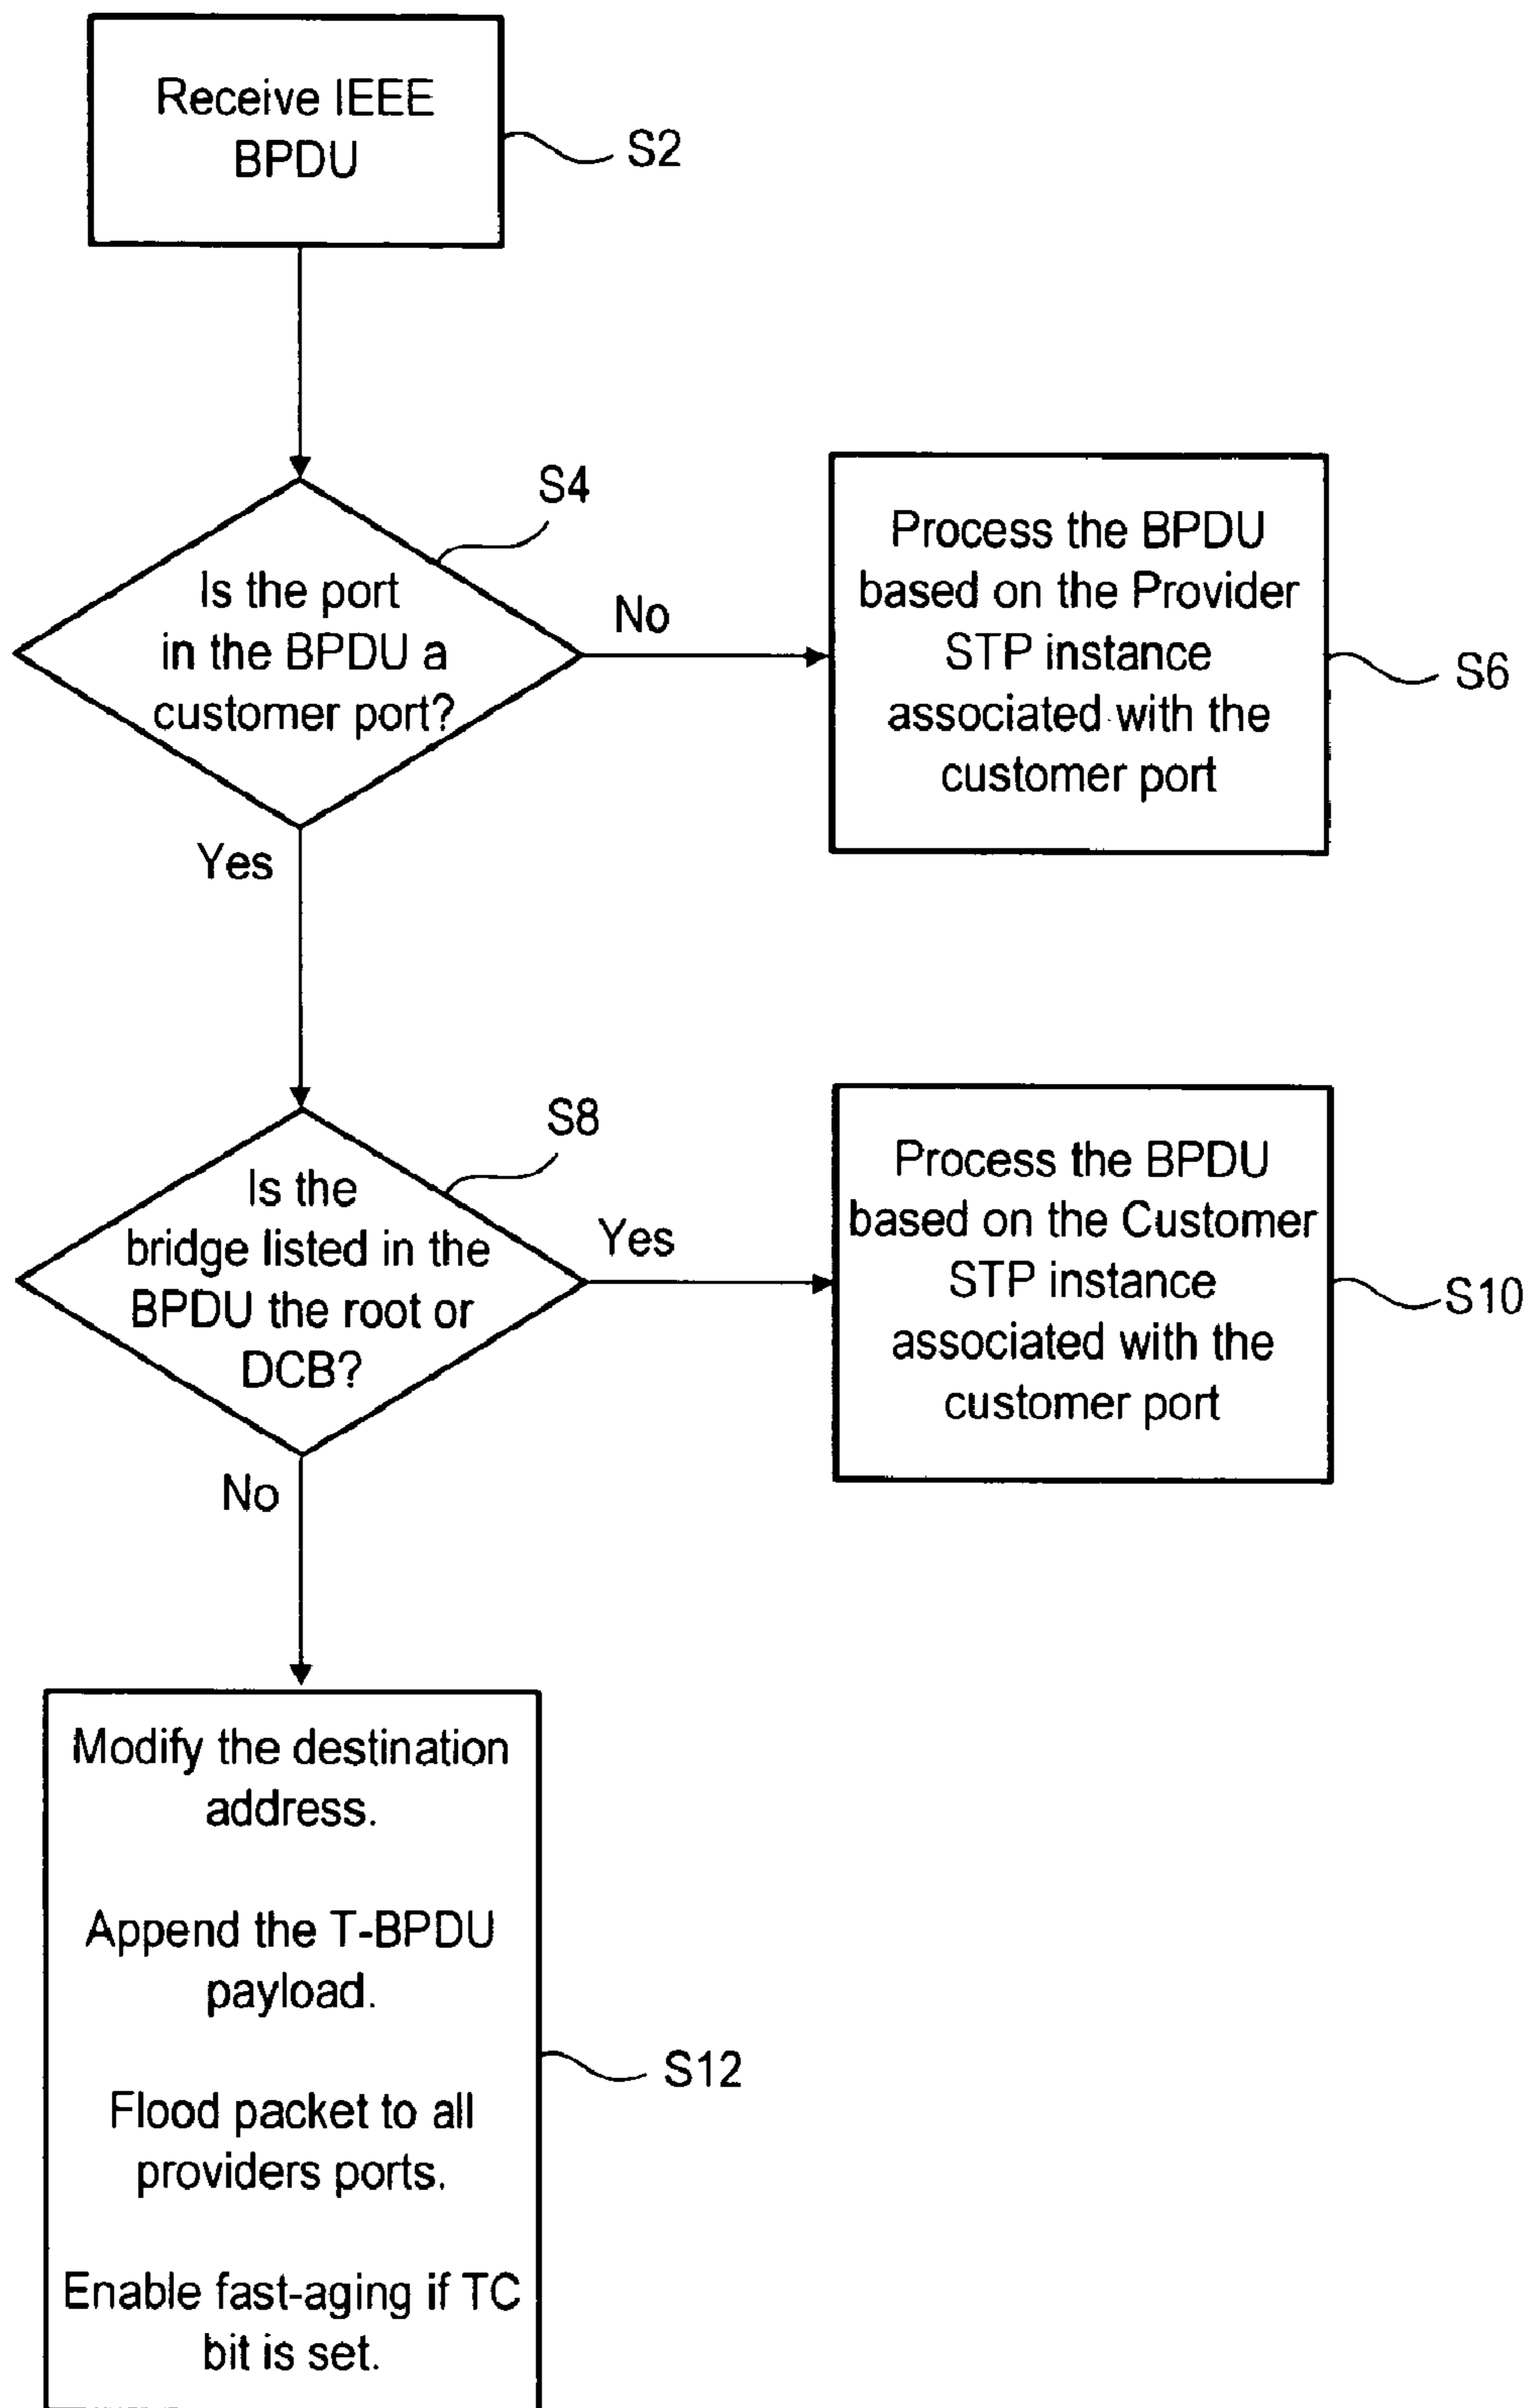 Receive IEEE
BPDU
S2
S4
Is the port
in the BPDU a
customer port?
No
Process the BPDU
based on the Provider
STP instance
associated with the
customer port
S6
Yes
S8
Is the
bridge listed in the
BPDU the root or
DCB?
Yes
Process the BPDU
based on the Customer
STP instance
associated with the
customer port
S10
No
Modify the destination
address.
Append the T-BPDU
payload.
Flood packet to all
providers ports.
Enable fast-aging if TC
bit is set.
S12